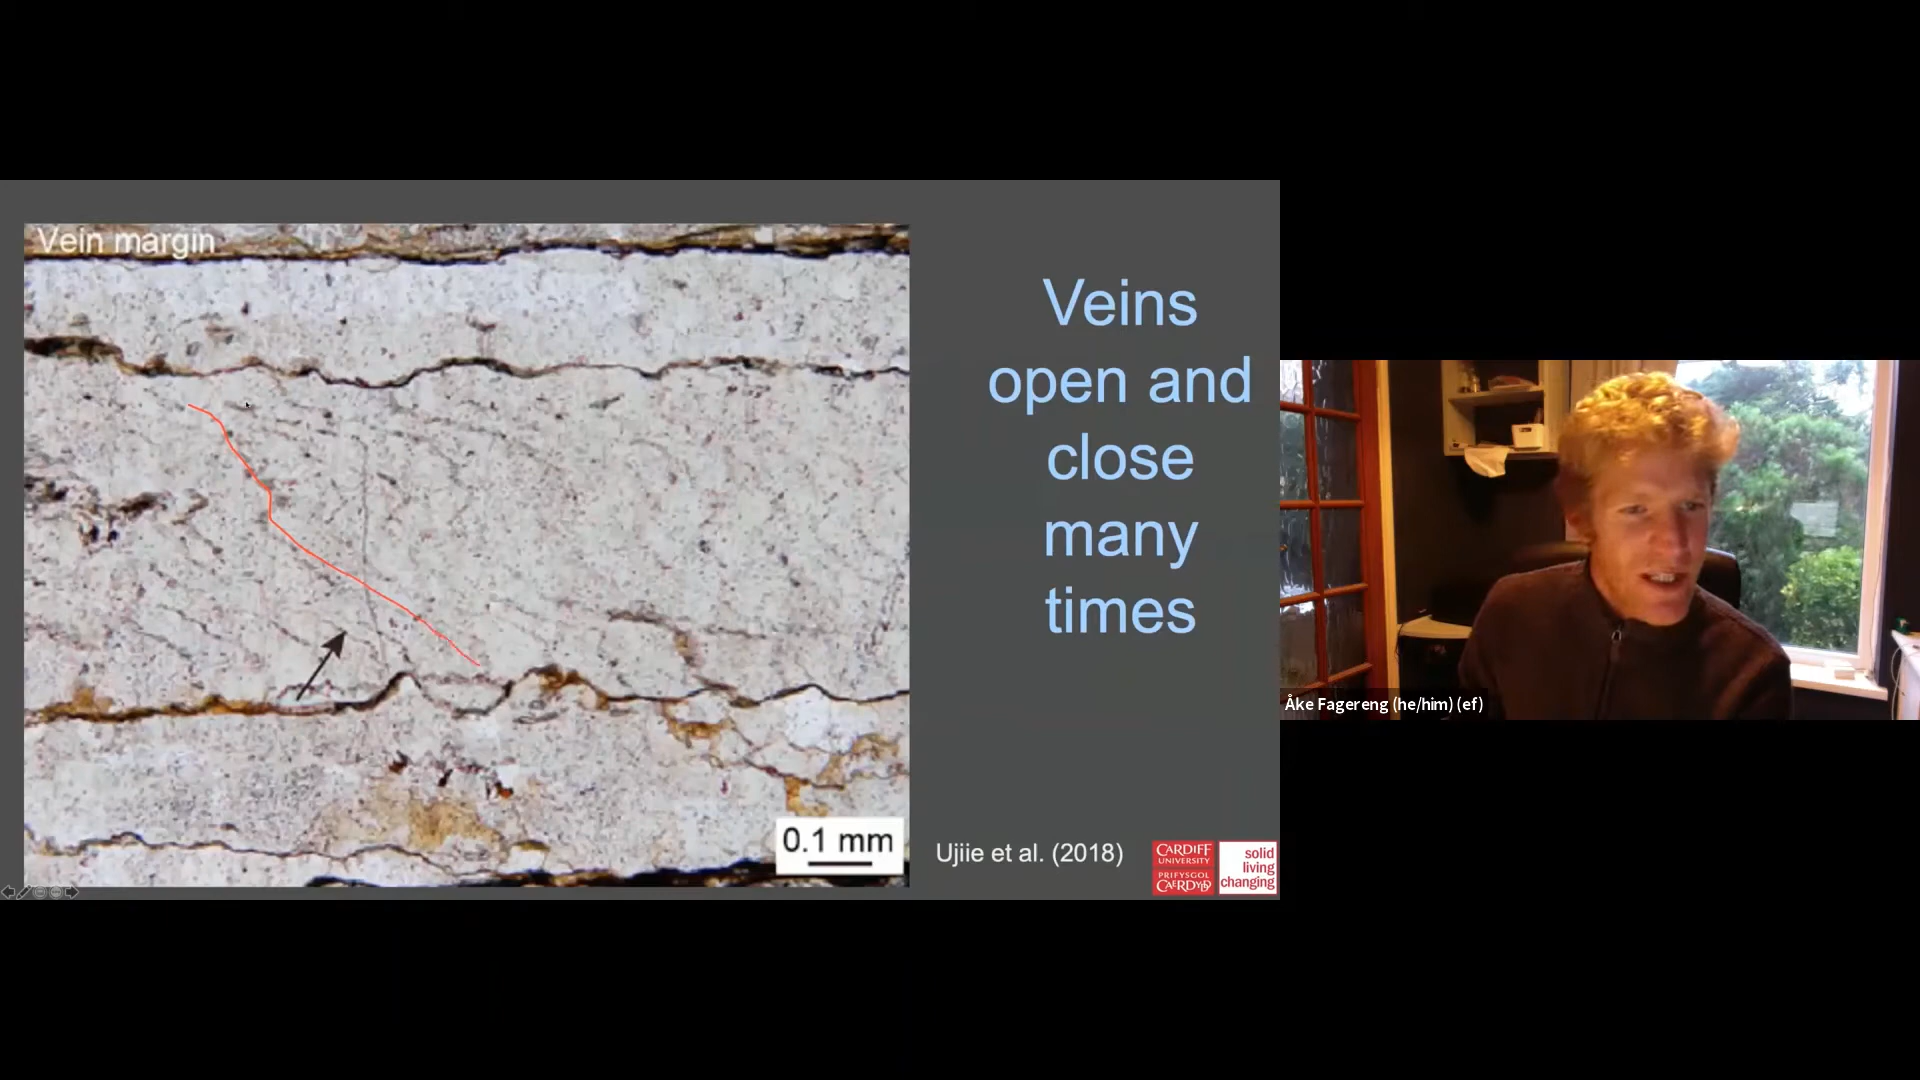 Vein margin
0.1 mm
Veins
open and
close
many
times
Ujiie et al. (2018)
CARDIFF
UNIVERSITY
PRIFYSGOL
CAERDYDD
solid
living
changing
Åke Fagereng (he/him) (ef)